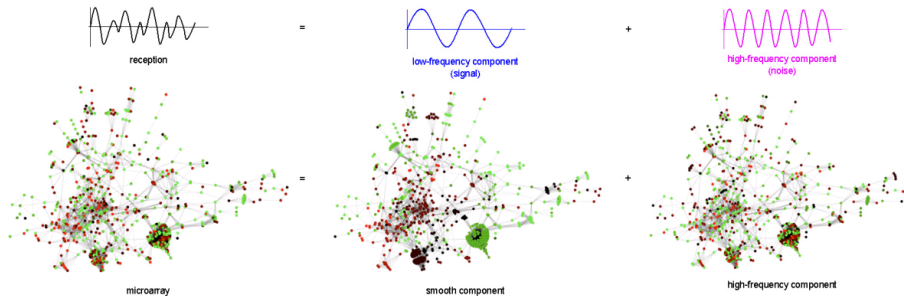 =
+
reception
low-frequency component
(signal)
high-frequency component
(noise)
=
+
microarray
smooth component
high-frequency component